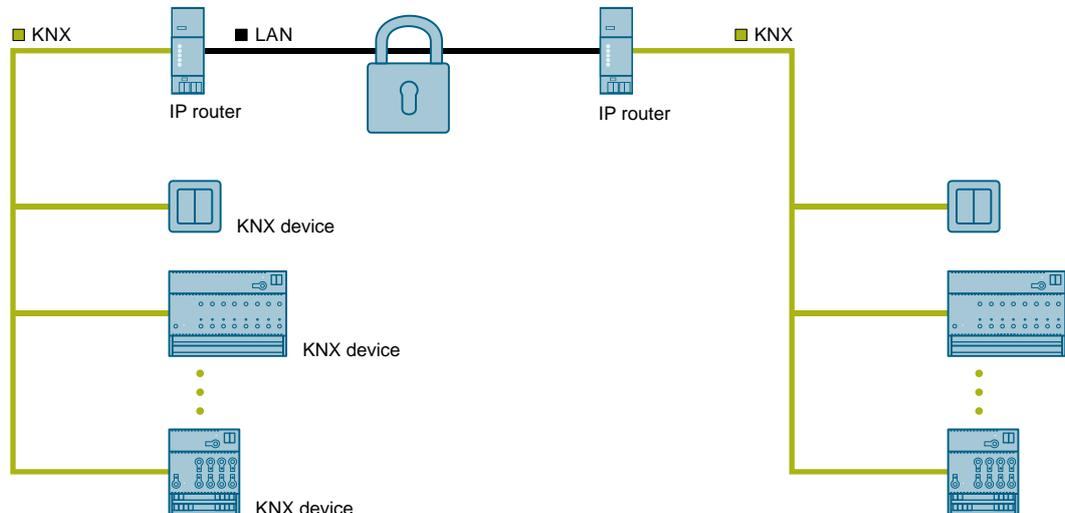 KNX
LAN
KNX
IP router
IP router
KNX device
KNX device
KNX device